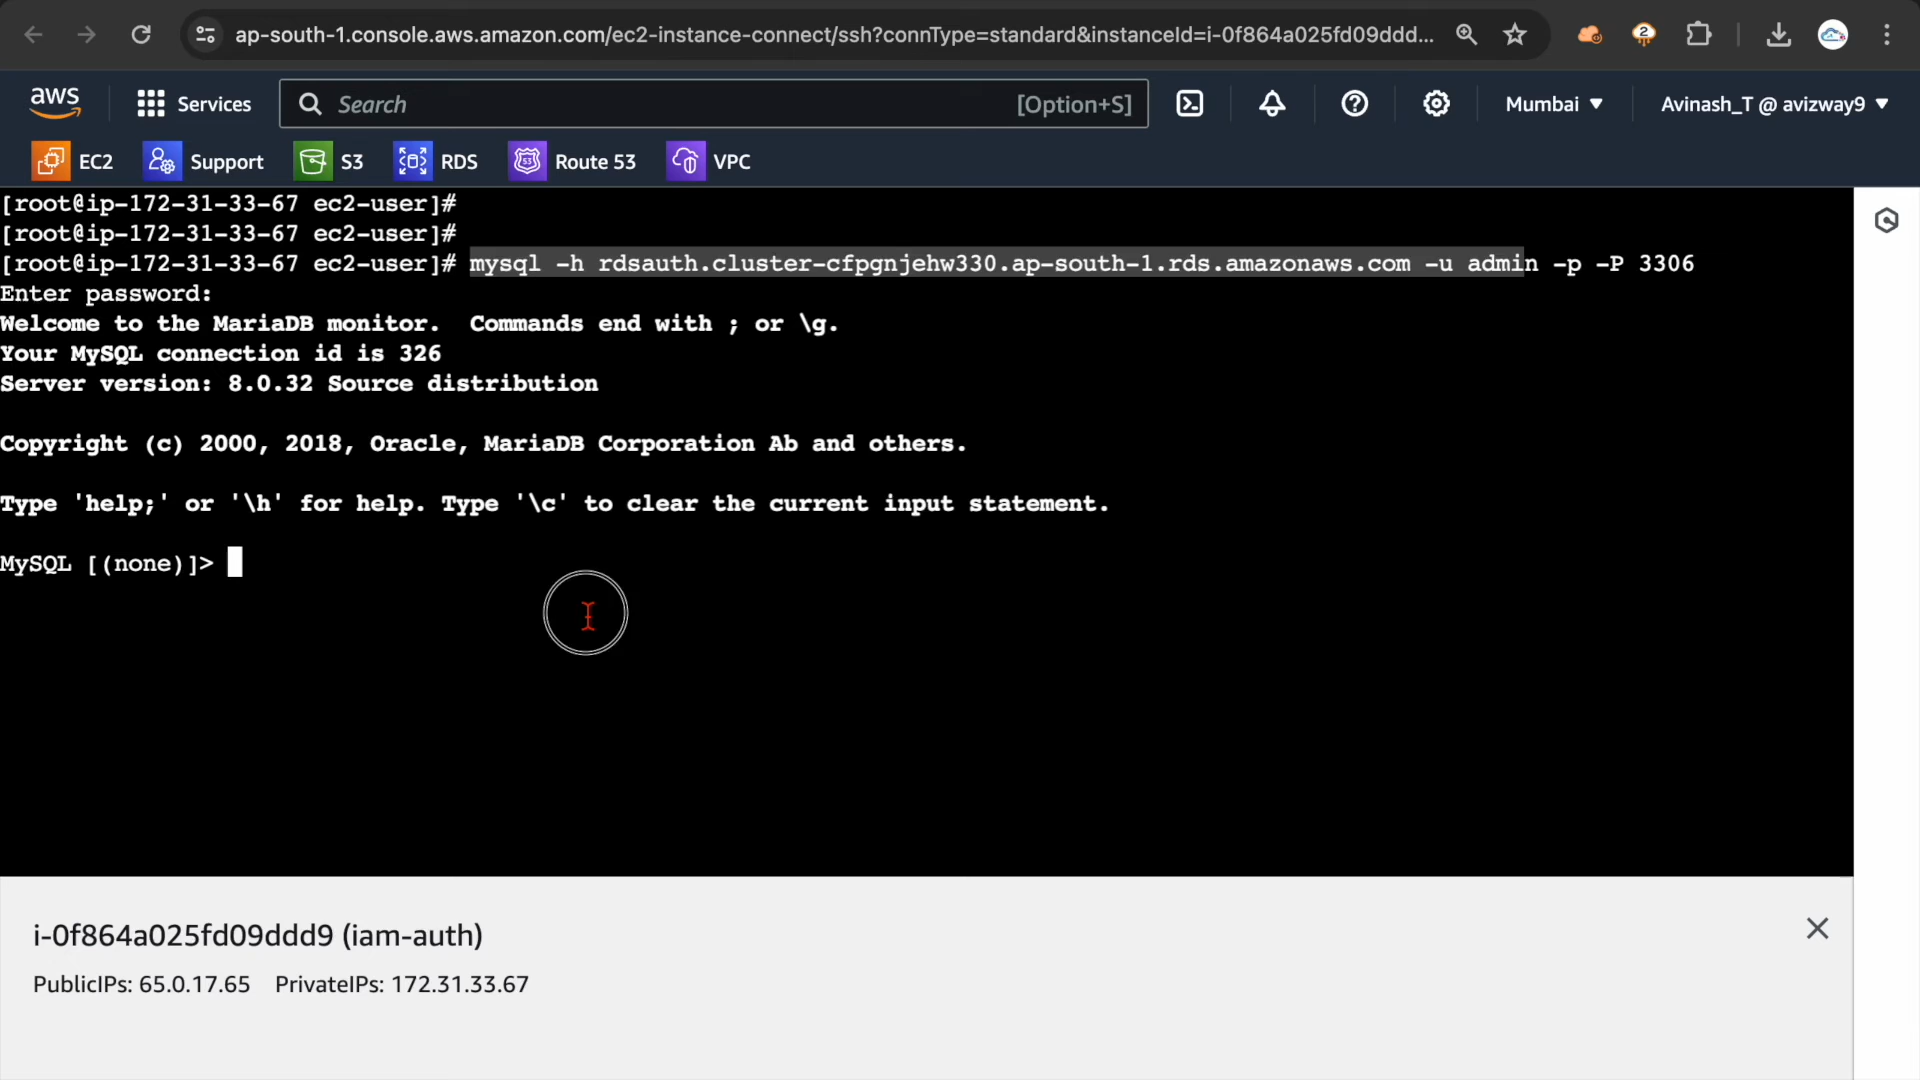 ap-south-1.console.aws.amazon.com/ec2-instance-connect/ssh?connType=standard&instanceId=i-0f864a025fd09ddd...
2
aws Services Search [Option+S] Mumbai Avinash_T @ avizway9
EC2 Support S3 RDS 53 Route 53 VPC
[root@ip-172-31-33-67 ec2-user]#
[root@ip-172-31-33-67 ec2-user]#
[root@ip-172-31-33-67 ec2-user]# mysql -h rdsauth.cluster-cfpgnjehw330.ap-south-1.rds.amazonaws.com -u admin -p -P 3306
Enter password:
Welcome to the MariaDB monitor.  Commands end with ; or \g.
Your MySQL connection id is 326
Server version: 8.0.32 Source distribution
Copyright (c) 2000, 2018, Oracle, MariaDB Corporation Ab and others.
Type 'help;' or '\h' for help. Type '\c' to clear the current input statement.
MySQL [(none)]>
i-0f864a025fd09ddd9 (iam-auth)
PublicIPs: 65.0.17.65 PrivateIPs: 172.31.33.67